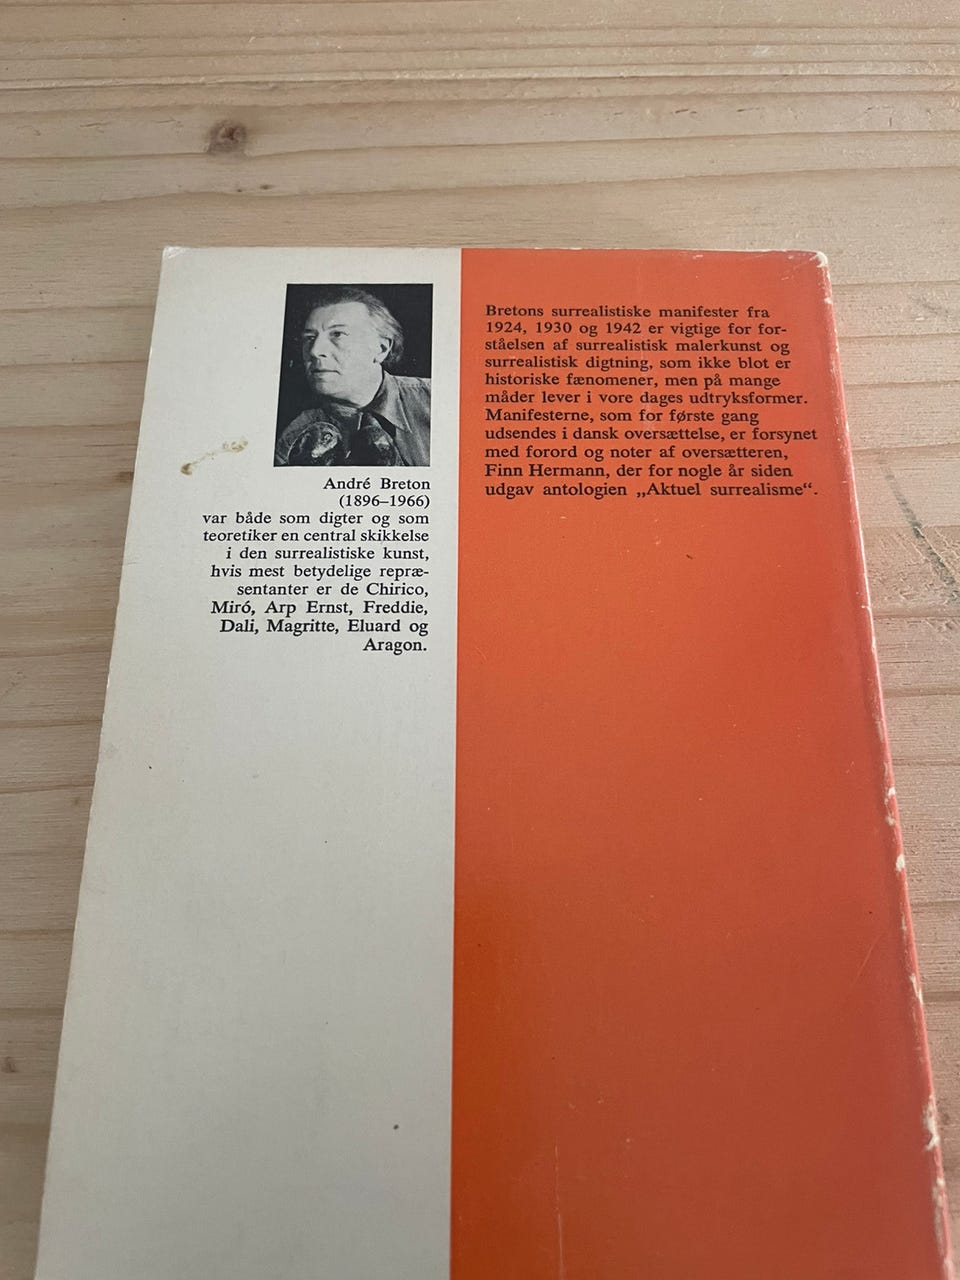 André Breton
(1896–1966)
var både som digter og som
teoretiker en central skikkelse
i den surrealistiske kunst,
hvis mest betydelige repræ-
sentanter er de Chirico,
Miró, Arp Ernst, Freddie,
Dali, Magritte, Eluard og
Aragon.
Bretons surrealistiske manifester fra
1924, 1930 og 1942 er vigtige for for-
ståelsen af surrealistisk malerkunst og
surrealistisk digtning, som ikke blot er
historiske fænomener, men på mange
måder lever i vore dages udtryksformer.
Manifesterne, som for første gang
udsendes i dansk oversættelse, er forsynet
med forord og noter af oversætteren,
Finn Hermann, der for nogle år siden
udgav antologien „Aktuel surrealisme“.